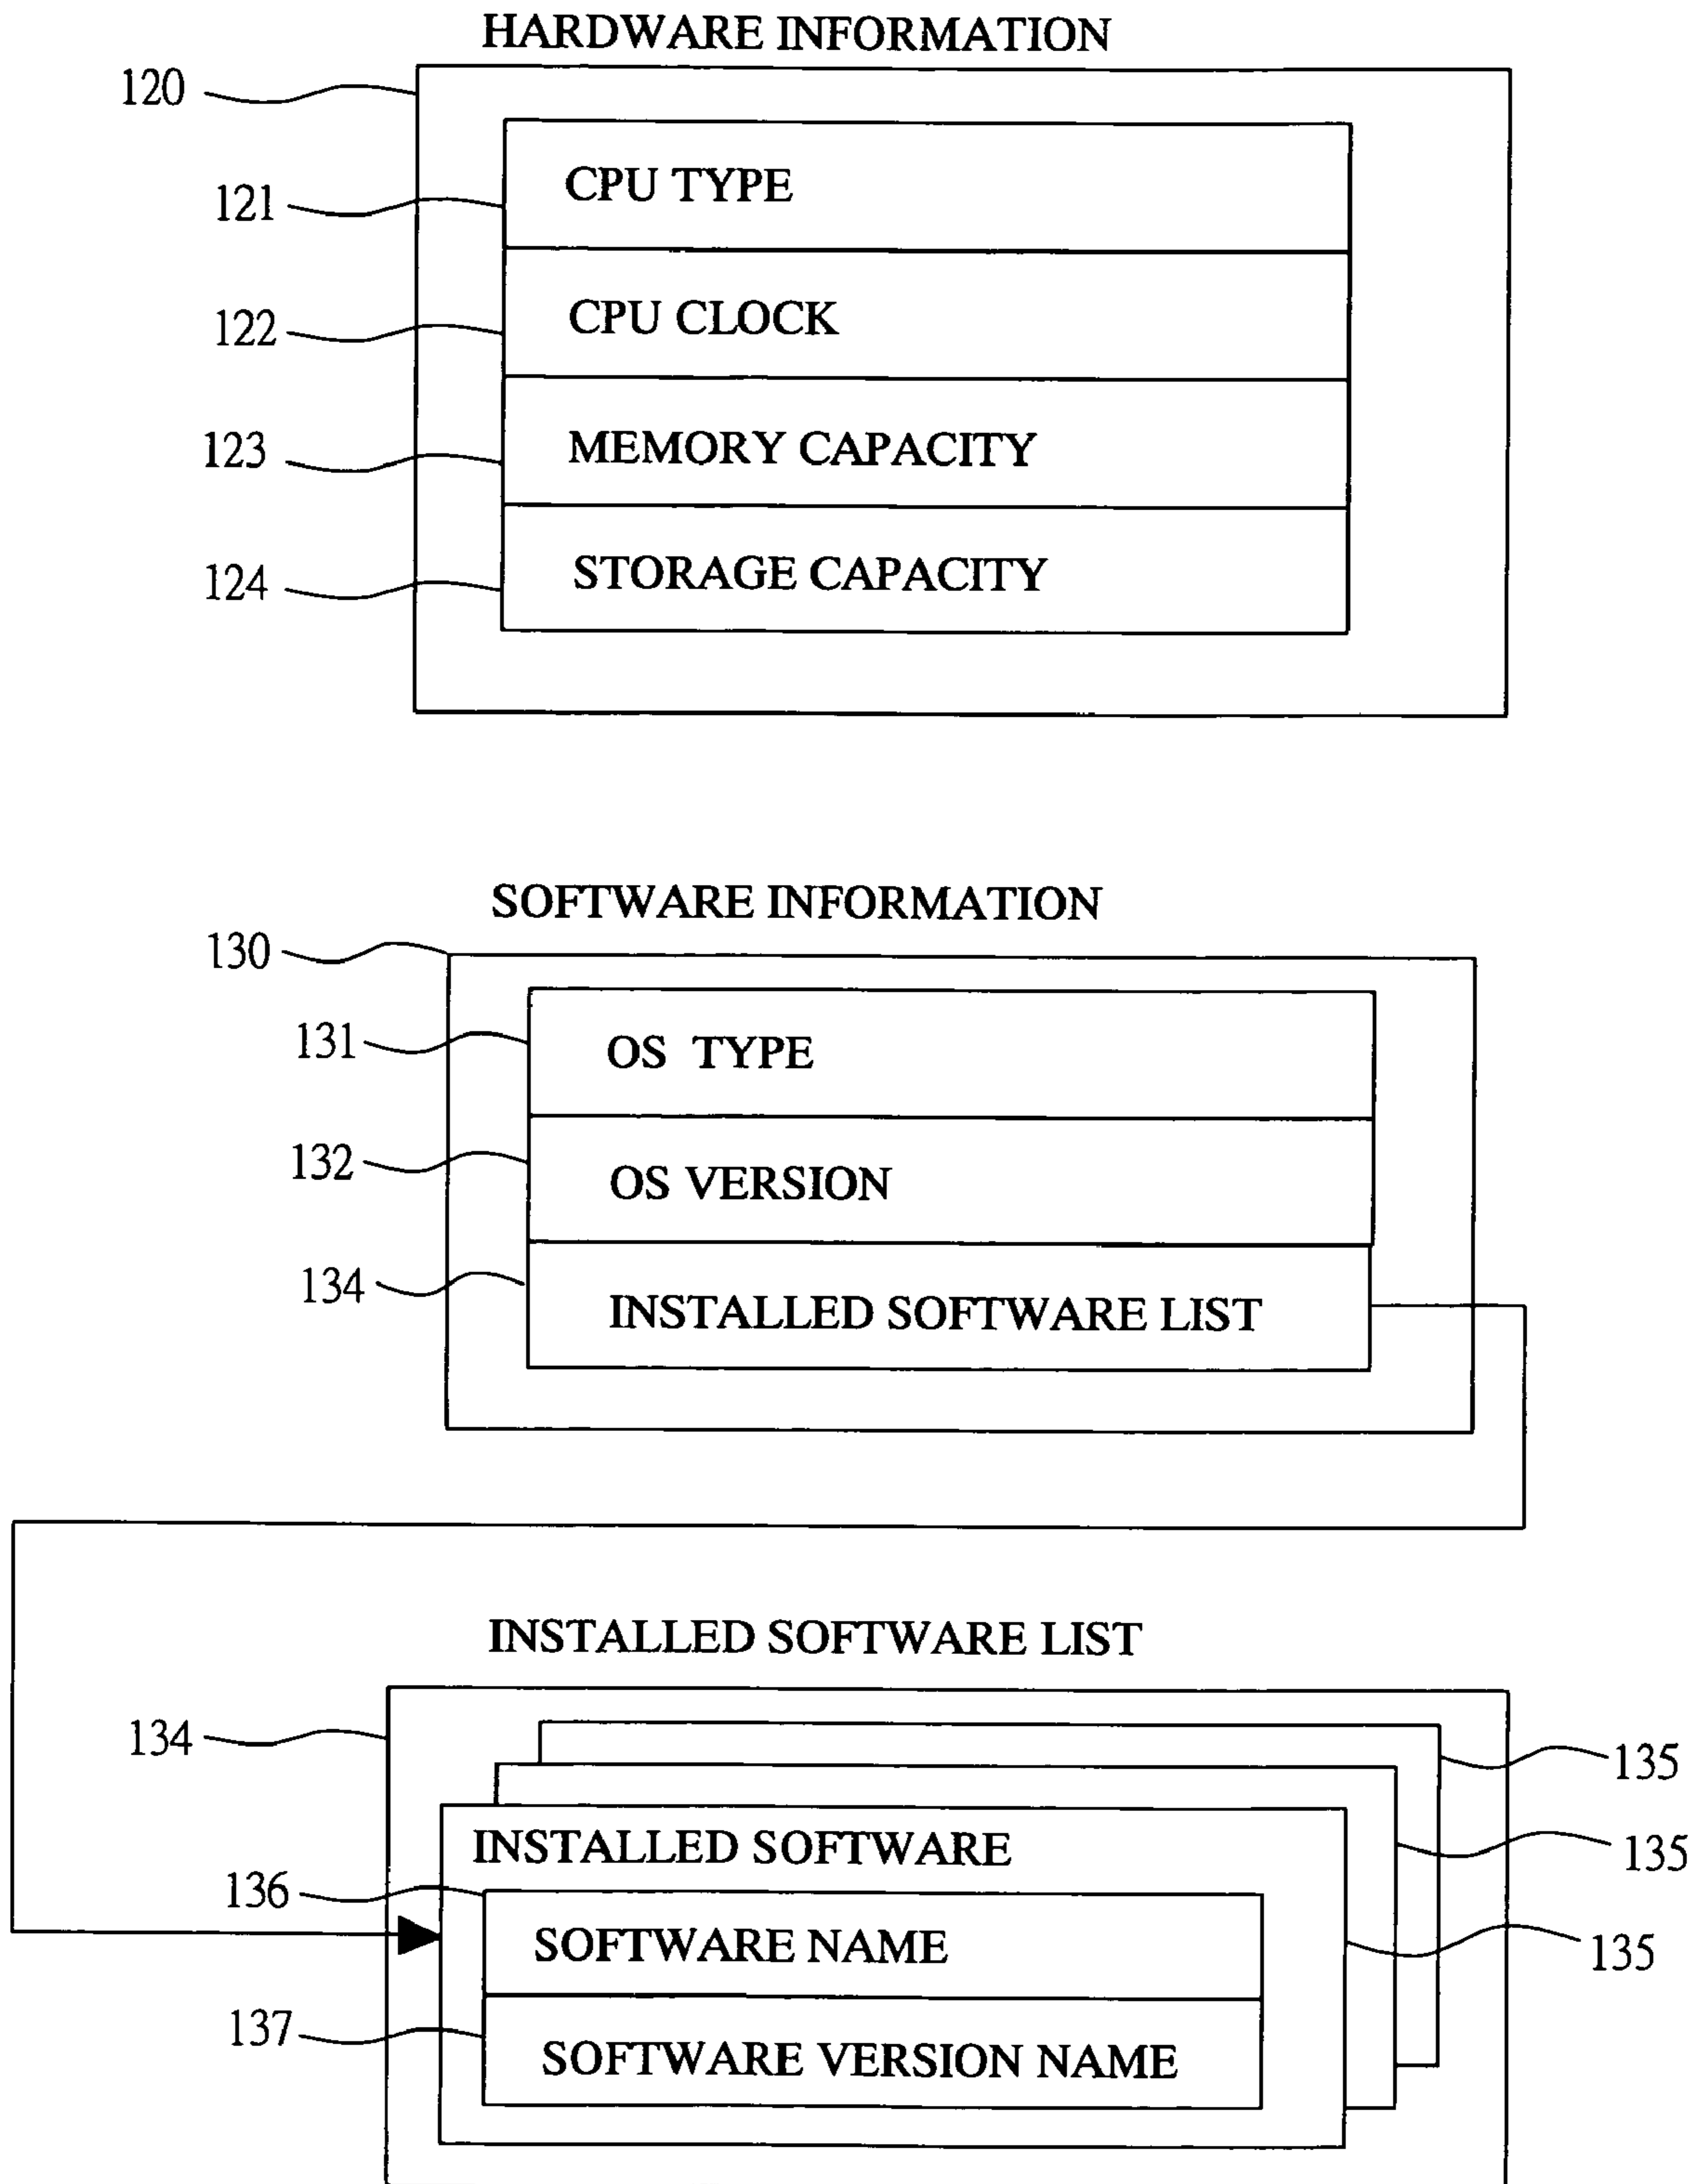 HARDWARE INFORMATION
120
121 CPU TYPE
122 CPU CLOCK
123 MEMORY CAPACITY
124 STORAGE CAPACITY
SOFTWARE INFORMATION
130
131 OS TYPE
132 OS VERSION
134 INSTALLED SOFTWARE LIST
INSTALLED SOFTWARE LIST
134
135
135
INSTALLED SOFTWARE
136 SOFTWARE NAME
135
137 SOFTWARE VERSION NAME